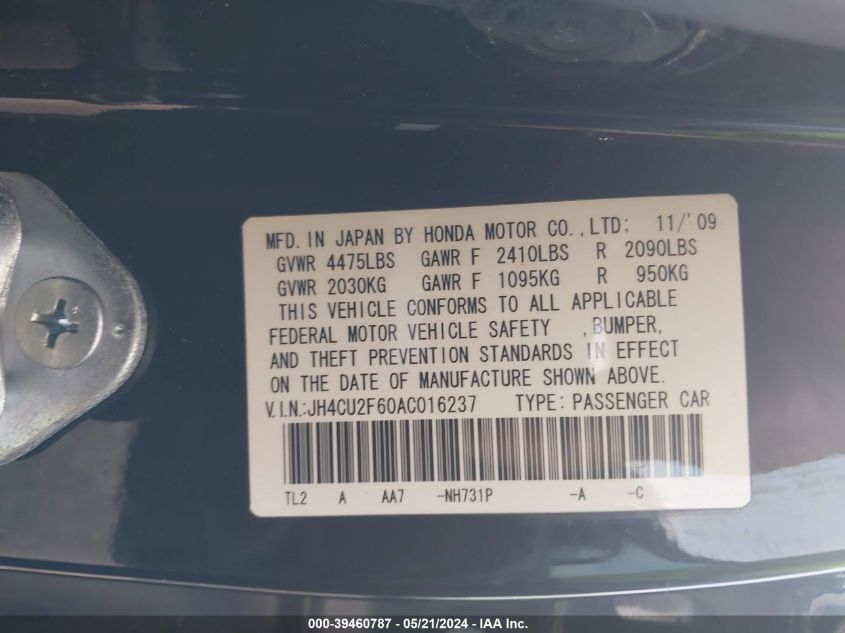 MFD. IN JAPAN BY HONDA MOTOR CO.,LTD; 11/'09
GVWR 4475LBS GAWR F 2410LBS R 2090LBS
GVWR 2030KG GAWR F 1095KG R 950KG
THIS VEHICLE CONFORMS TO ALL APPLICABLE
FEDERAL MOTOR VEHICLE SAFETY , BUMPER,
AND THEFT PREVENTION STANDARDS IN EFFECT
ON THE DATE OF MANUFACTURE SHOWN ABOVE.
V.I.N.:JH4CU2F60AC016237 TYPE: PASSENGER CAR
TL2 A AA7 -NH731P -A -C
000-39460787 - 05/21/2024 - IAA Inc.